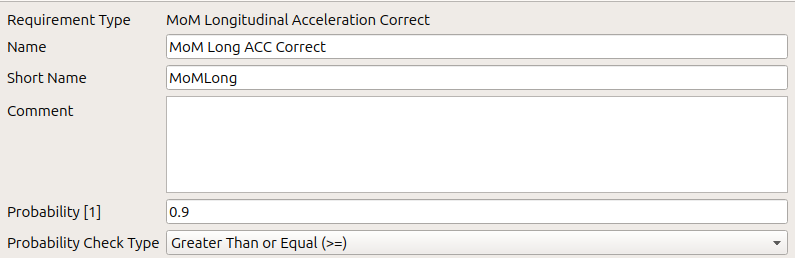 Requirement Type MoM Longitudinal Acceleration Correct
Name MoM Long ACC Correct
Short Name MoMLong
Comment
Probability [1] 0.9
Probability Check Type Greater Than or Equal (>=)